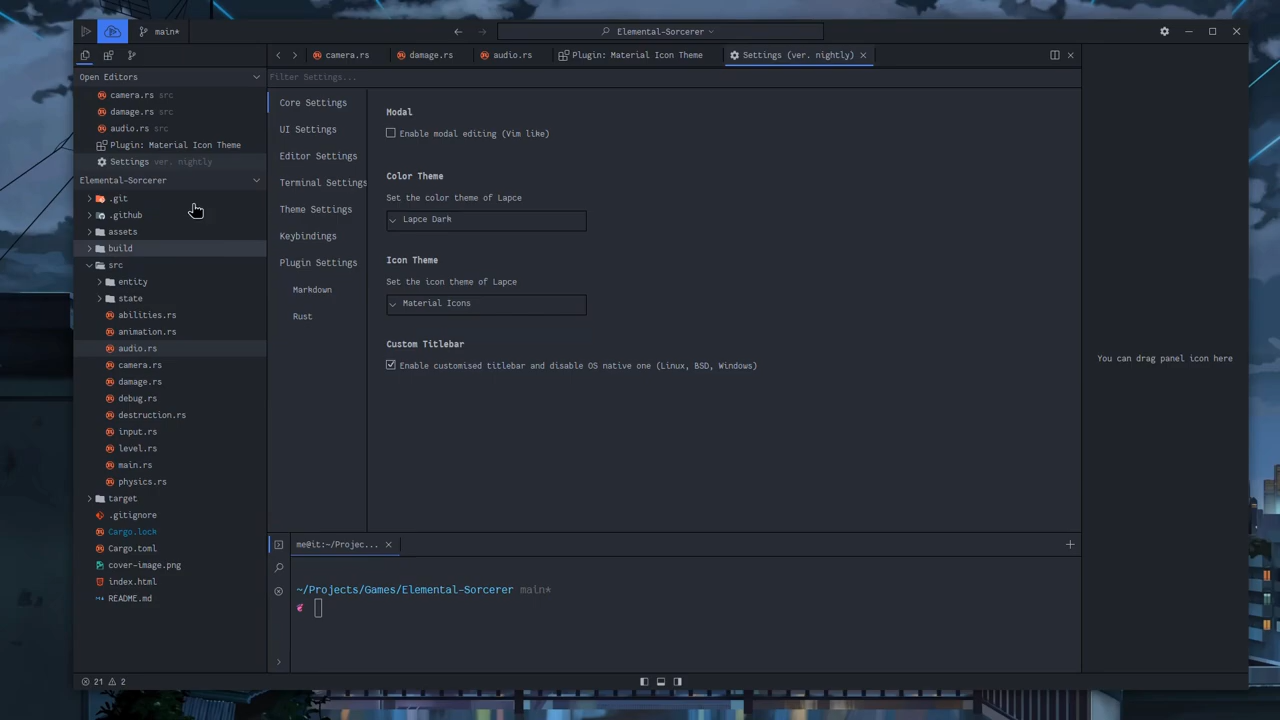 main*
Elemental-Sorcerer
camera.rs
damage.rs
audio.rs
Plugin: Material Icon Theme
Settings (ver. nightly)
Open Editors
camera.rs src
damage.rs src
audio.rs src
Plugin: Material Icon Theme
Settings ver. nightly
Elemental-Sorcerer
.git
.github
assets
build
src
entity
state
abilities.rs
animation.rs
audio.rs
camera.rs
damage.rs
debug.rs
destruction.rs
input.rs
level.rs
main.rs
physics.rs
target
.gitignore
Cargo.lock
Cargo.toml
cover-image.png
index.html
README.md
Filter Settings...
Core Settings
UI Settings
Editor Settings
Terminal Settings
Theme Settings
Keybindings
Plugin Settings
Markdown
Rust
Modal
Enable modal editing (Vim like)
Color Theme
Set the color theme of Lapce
Lapce Dark
Icon Theme
Set the icon theme of Lapce
Material Icons
Custom Titlebar
Enable customised titlebar and disable OS native one (Linux, BSD, Windows)
You can drag panel icon here
me@it:~/Projec...
~/Projects/Games/Elemental-Sorcerer main*
21 2